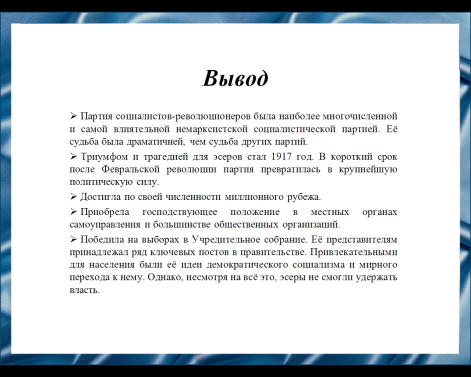 Вывод
➢ Партия социалистов-революционеров была наиболее многочисленной
и самой влиятельной немарксистской социалистической партией. Её
судьба была драматичней, чем судьба других партий.
➢ Триумфом и трагедией для эсеров стал 1917 год. В короткий срок
после Февральской революции партия превратилась в крупнейшую
политическую силу.
➢ Достигла по своей численности миллионного рубежа.
➢ Приобрела господствующее положение в местных органах
самоуправления и большинстве общественных организаций.
➢ Победила на выборах в Учредительное собрание. Её представителям
принадлежал ряд ключевых постов в правительстве. Привлекательными
для населения были её идеи демократического социализма и мирного
перехода к нему. Однако, несмотря на всё это, эсеры не смогли удержать
власть.